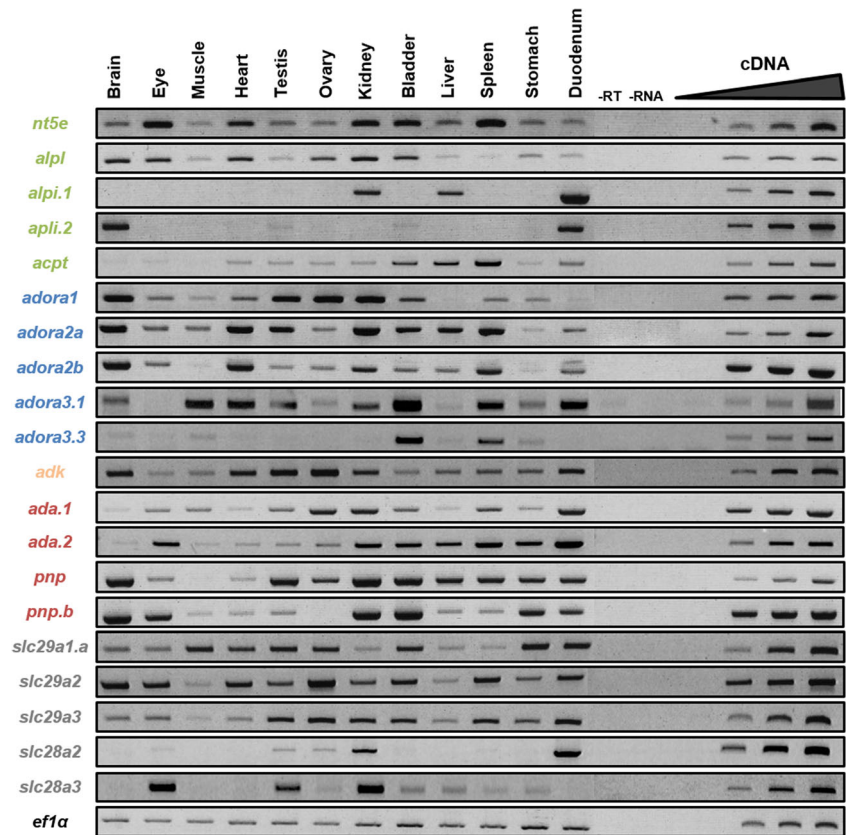 Brain Eye Muscle Heart Testis Ovary Kidney Bladder Liver Spleen Stomach Duodenum -RT -RNA cDNA
nt5e
alpl
alpi.1
apli.2
acpt
adora1
adora2a
adora2b
adora3.1
adora3.3
adk
ada.1
ada.2
pnp
pnp.b
slc29a1.a
slc29a2
slc29a3
slc28a2
slc28a3
ef1α